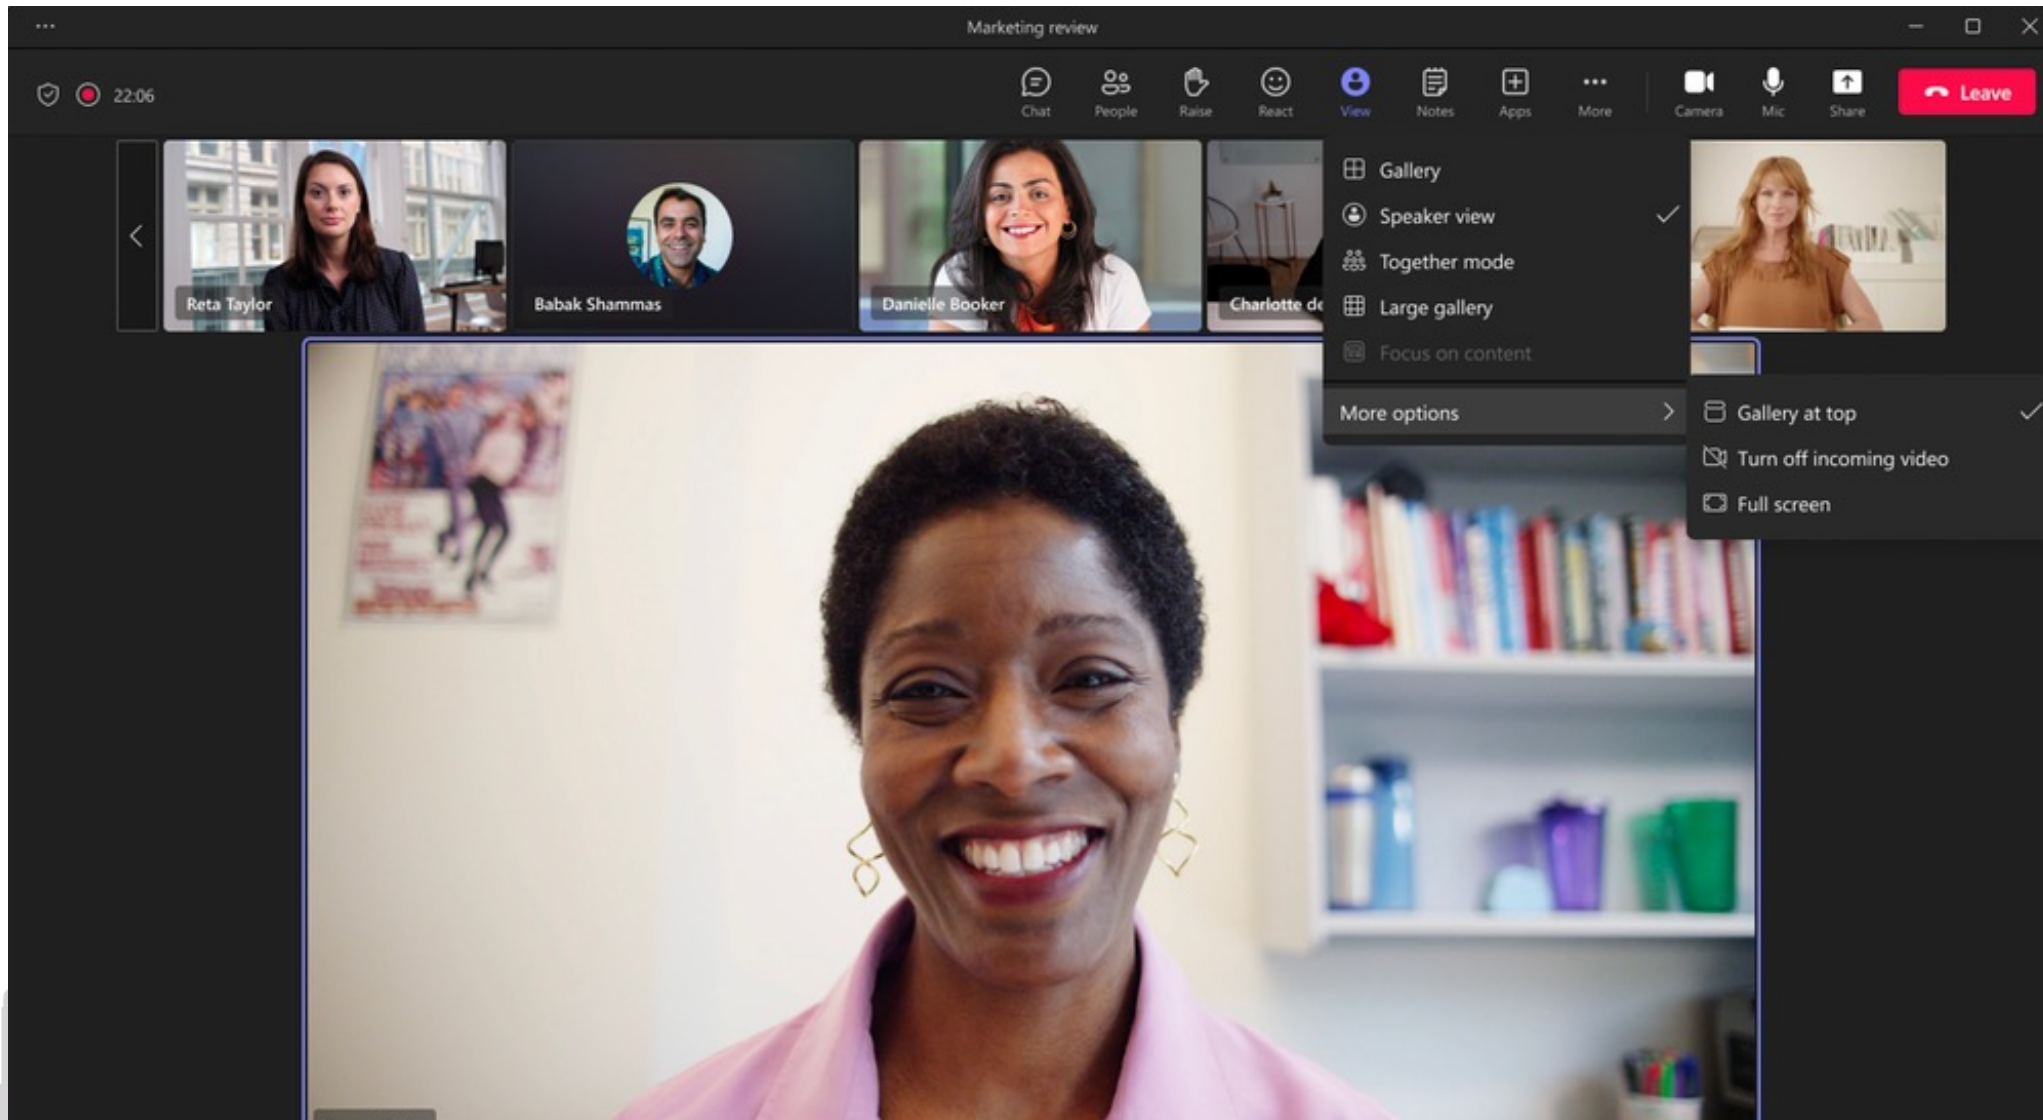 Marketing review
22:06
Chat
People
Raise
React
View
Notes
Apps
More
Camera
Mic
Share
Leave
Reta Taylor
Babak Shammas
Danielle Booker
Charlotte de
Gallery
Speaker view
Together mode
Large gallery
Focus on content
More options
Gallery at top
Turn off incoming video
Full screen